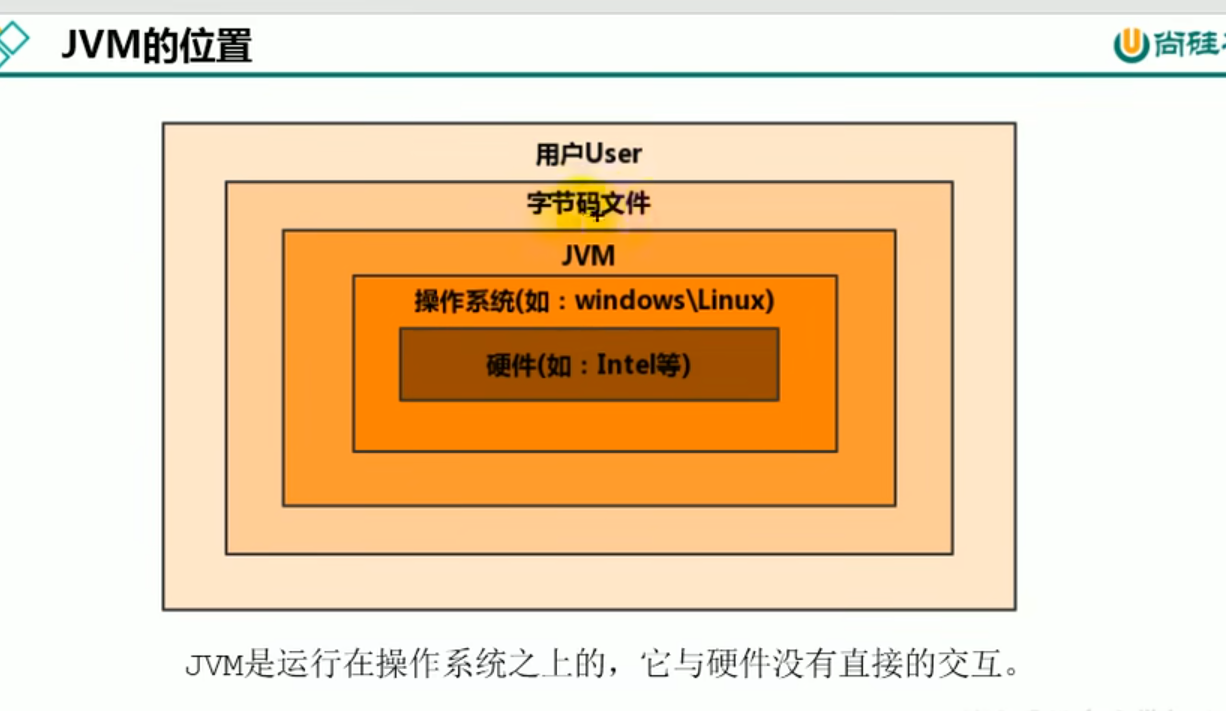 JVM的位置
尚硅
用户User
字节码文件
JVM
操作系统(如：windows\Linux)
硬件(如：Intel等)
JVM是运行在操作系统之上的，它与硬件没有直接的交互。